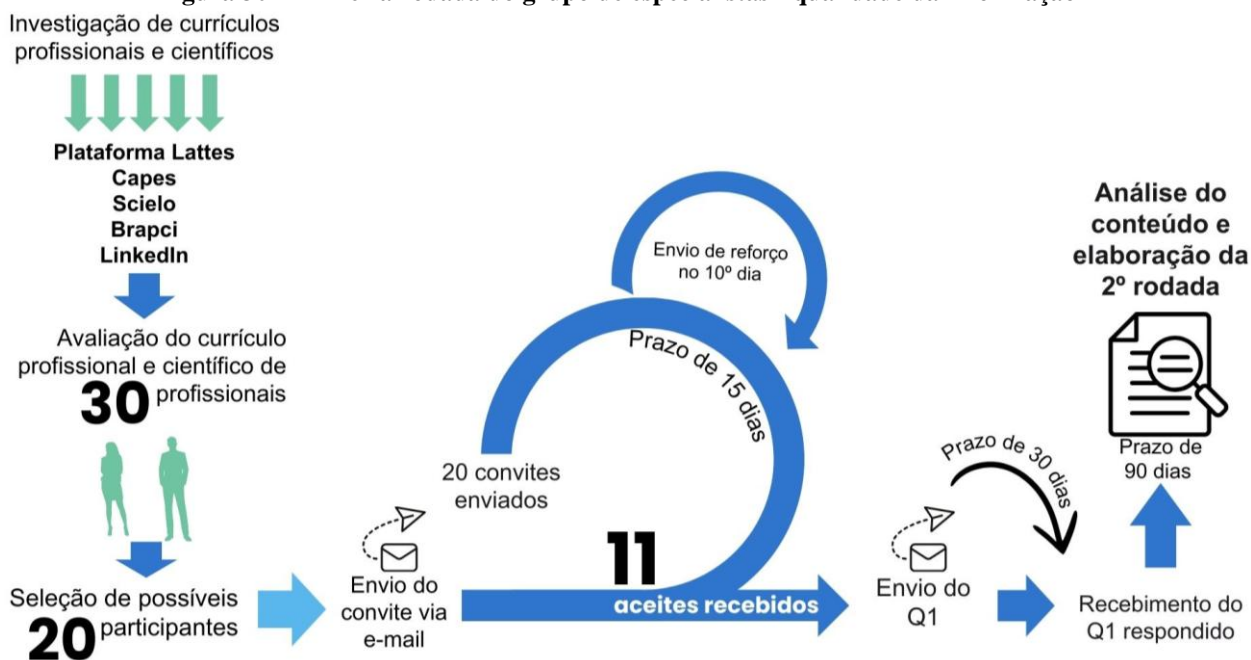 Investigação de currículos
profissionais e científicos
Plataforma Lattes
Capes
Scielo
Brapci
LinkedIn
Avaliação do currículo
profissional e científico de
30 profissionais
Seleção de possíveis
20 participantes
Envio do
convite via
e-mail
20 convites
enviados
Prazo de 15 dias
Envio de reforço
no 10º dia
11
aceites recebidos
Envio do
Q1
Prazo de 30 dias
Recebimento do
Q1 respondido
Prazo de
90 dias
Análise do
conteúdo e
elaboração da
2º rodada